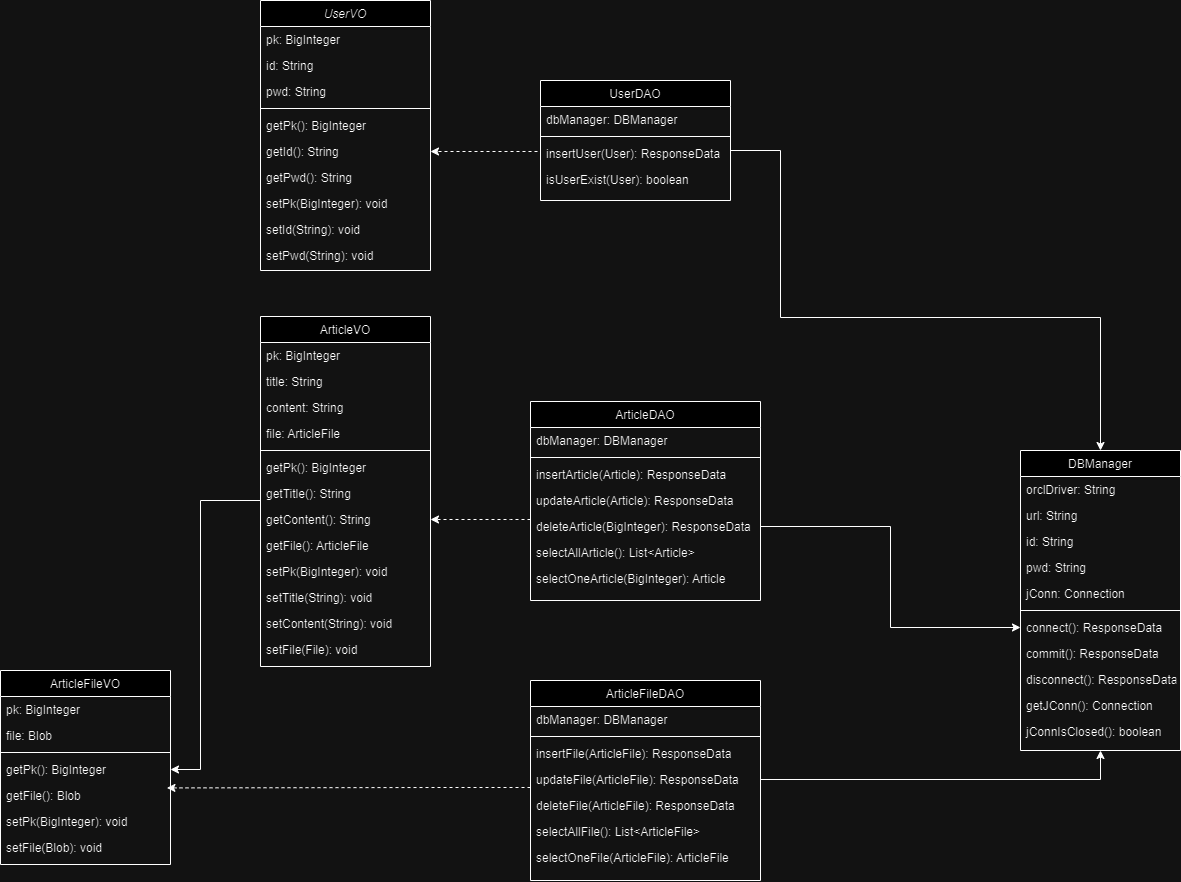 UserVO
pk: BigInteger
id: String
pwd: String
getPk(): BigInteger
getId(): String
getPwd(): String
setPk(BigInteger): void
setId(String): void
setPwd(String): void
UserDAO
dbManager: DBManager
insertUser(User): ResponseData
isUserExist(User): boolean
ArticleVO
pk: BigInteger
title: String
content: String
file: ArticleFile
getPk(): BigInteger
getTitle(): String
getContent(): String
getFile(): ArticleFile
setPk(BigInteger): void
setTitle(String): void
setContent(String): void
setFile(File): void
ArticleDAO
dbManager: DBManager
insertArticle(Article): ResponseData
updateArticle(Article): ResponseData
deleteArticle(BigInteger): ResponseData
selectAllArticle(): List<Article>
selectOneArticle(BigInteger): Article
DBManager
orclDriver: String
url: String
id: String
pwd: String
jConn: Connection
connect(): ResponseData
commit(): ResponseData
disconnect(): ResponseData
getJConn(): Connection
jConnIsClosed(): boolean
ArticleFileVO
pk: BigInteger
file: Blob
getPk(): BigInteger
getFile(): Blob
setPk(BigInteger): void
setFile(Blob): void
ArticleFileDAO
dbManager: DBManager
insertFile(ArticleFile): ResponseData
updateFile(ArticleFile): ResponseData
deleteFile(ArticleFile): ResponseData
selectAllFile(): List<ArticleFile>
selectOneFile(ArticleFile): ArticleFile